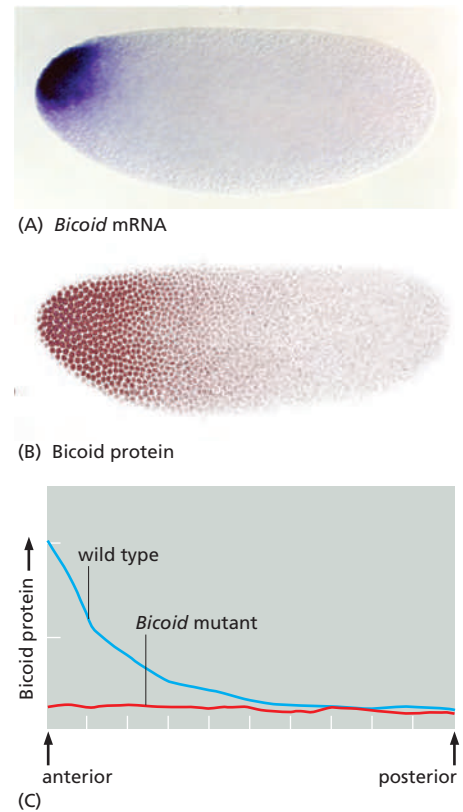 (A) Bicoid mRNA
(B) Bicoid protein
wild type
Bicoid mutant
Bicoid protein
anterior
posterior
(C)